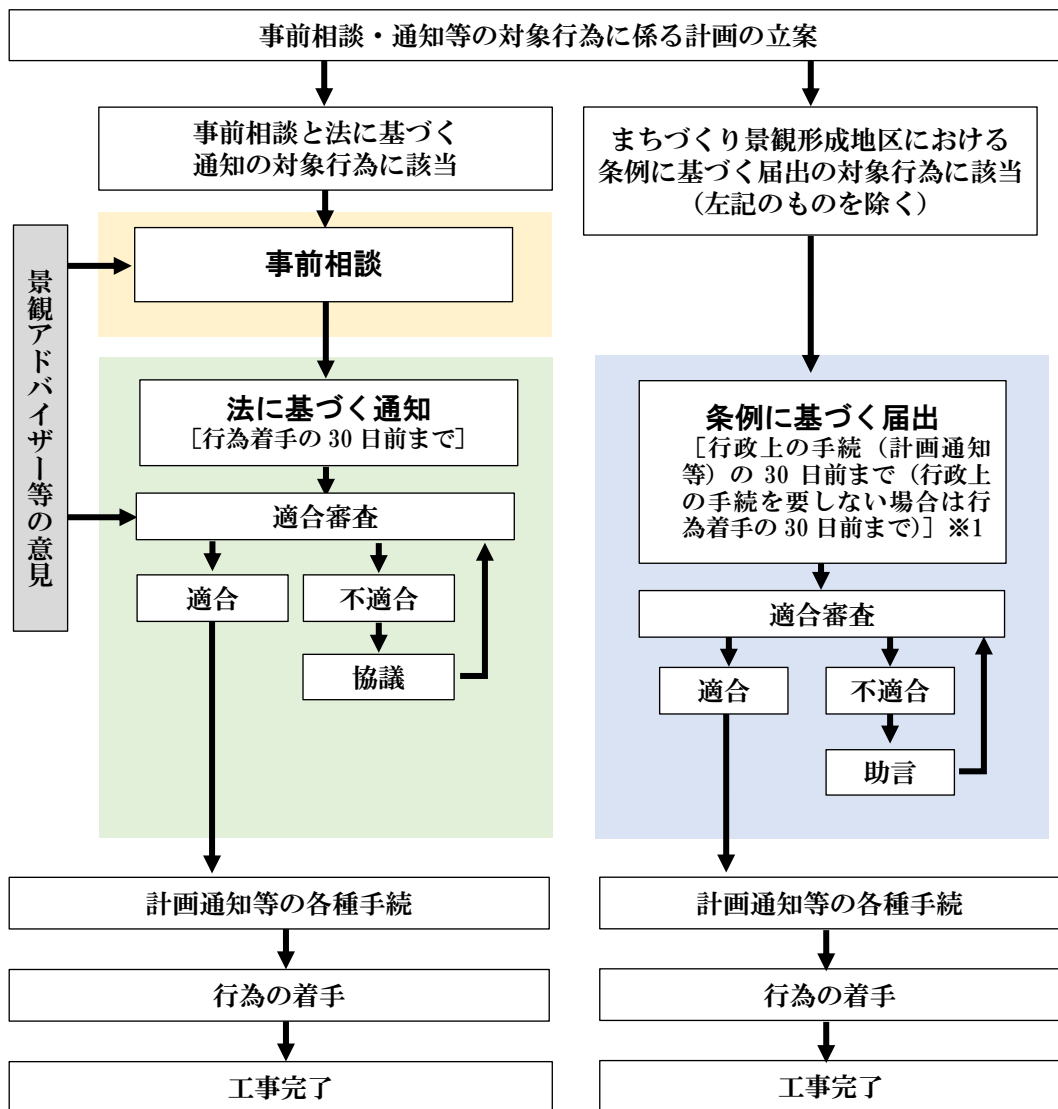 事前相談・通知等の対象行為に係る計画の立案
事前相談と法に基づく
通知の対象行為に該当
事前相談
景観アドバイザー等の意見
法に基づく通知
［行為着手の 30 日前まで］
適合審査
適合
不適合
協議
計画通知等の各種手続
行為の着手
工事完了
まちづくり景観形成地区における
条例に基づく届出の対象行為に該当
（左記のものを除く）
条例に基づく届出
［行政上の手続（計画通知
等）の 30 日前まで（行政上
の手続を要しない場合は行
為着手の 30 日前まで）］※1
適合審査
適合
不適合
助言
計画通知等の各種手続
行為の着手
工事完了